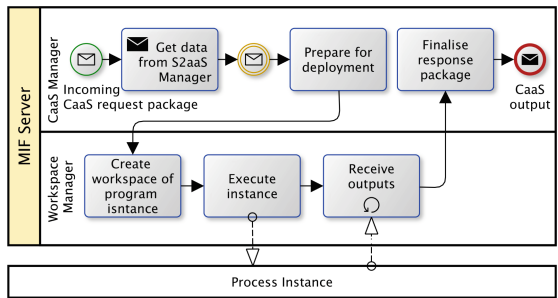 MIF Server
CaaS Manager
Incoming
CaaS request package
Get data
from S2aaS
Manager
Prepare for
deployment
Finalise
response
package
CaaS
output
Workspace
Manager
Create
workspace of
program
isntance
Execute
instance
Receive
outputs
Process Instance